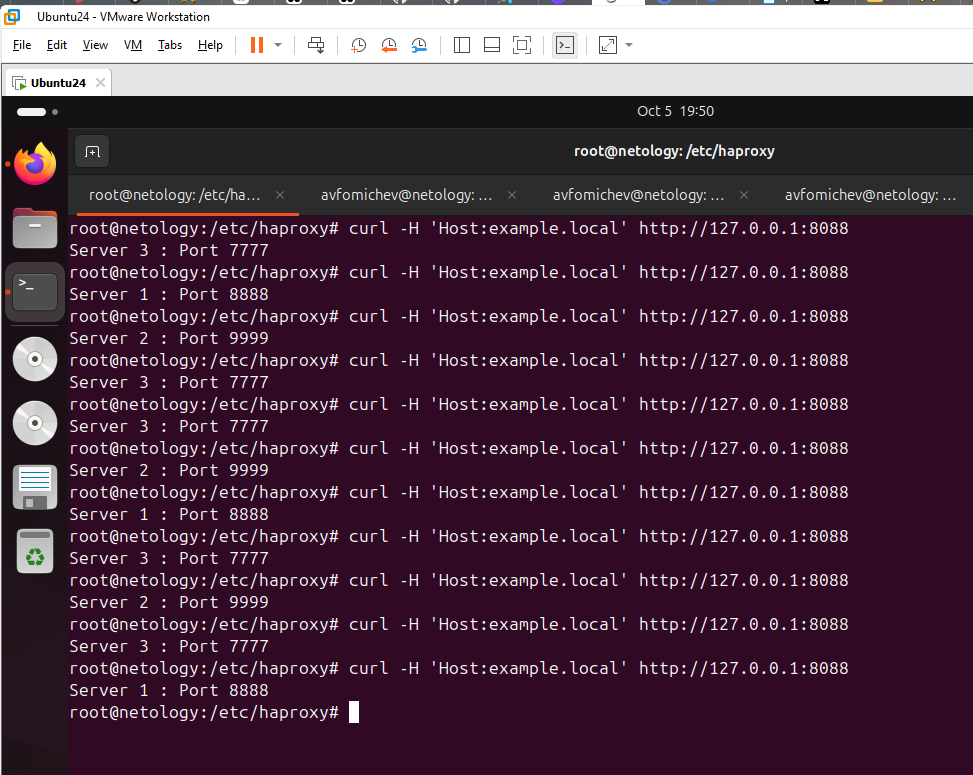 Ubuntu24 - VMware Workstation
File Edit View VM Tabs Help
Ubuntu24
Oct 5 19:50
root@netology: /etc/haproxy
root@netology: /etc/ha... avfomichev@netology: ... avfomichev@netology: ... avfomichev@netology: ...
root@netology:/etc/haproxy# curl -H 'Host:example.local' http://127.0.0.1:8088
Server 3 : Port 7777
root@netology:/etc/haproxy# curl -H 'Host:example.local' http://127.0.0.1:8088
Server 1 : Port 8888
root@netology:/etc/haproxy# curl -H 'Host:example.local' http://127.0.0.1:8088
Server 2 : Port 9999
root@netology:/etc/haproxy# curl -H 'Host:example.local' http://127.0.0.1:8088
Server 3 : Port 7777
root@netology:/etc/haproxy# curl -H 'Host:example.local' http://127.0.0.1:8088
Server 3 : Port 7777
root@netology:/etc/haproxy# curl -H 'Host:example.local' http://127.0.0.1:8088
Server 2 : Port 9999
root@netology:/etc/haproxy# curl -H 'Host:example.local' http://127.0.0.1:8088
Server 1 : Port 8888
root@netology:/etc/haproxy# curl -H 'Host:example.local' http://127.0.0.1:8088
Server 3 : Port 7777
root@netology:/etc/haproxy# curl -H 'Host:example.local' http://127.0.0.1:8088
Server 2 : Port 9999
root@netology:/etc/haproxy# curl -H 'Host:example.local' http://127.0.0.1:8088
Server 3 : Port 7777
root@netology:/etc/haproxy# curl -H 'Host:example.local' http://127.0.0.1:8088
Server 1 : Port 8888
root@netology:/etc/haproxy#